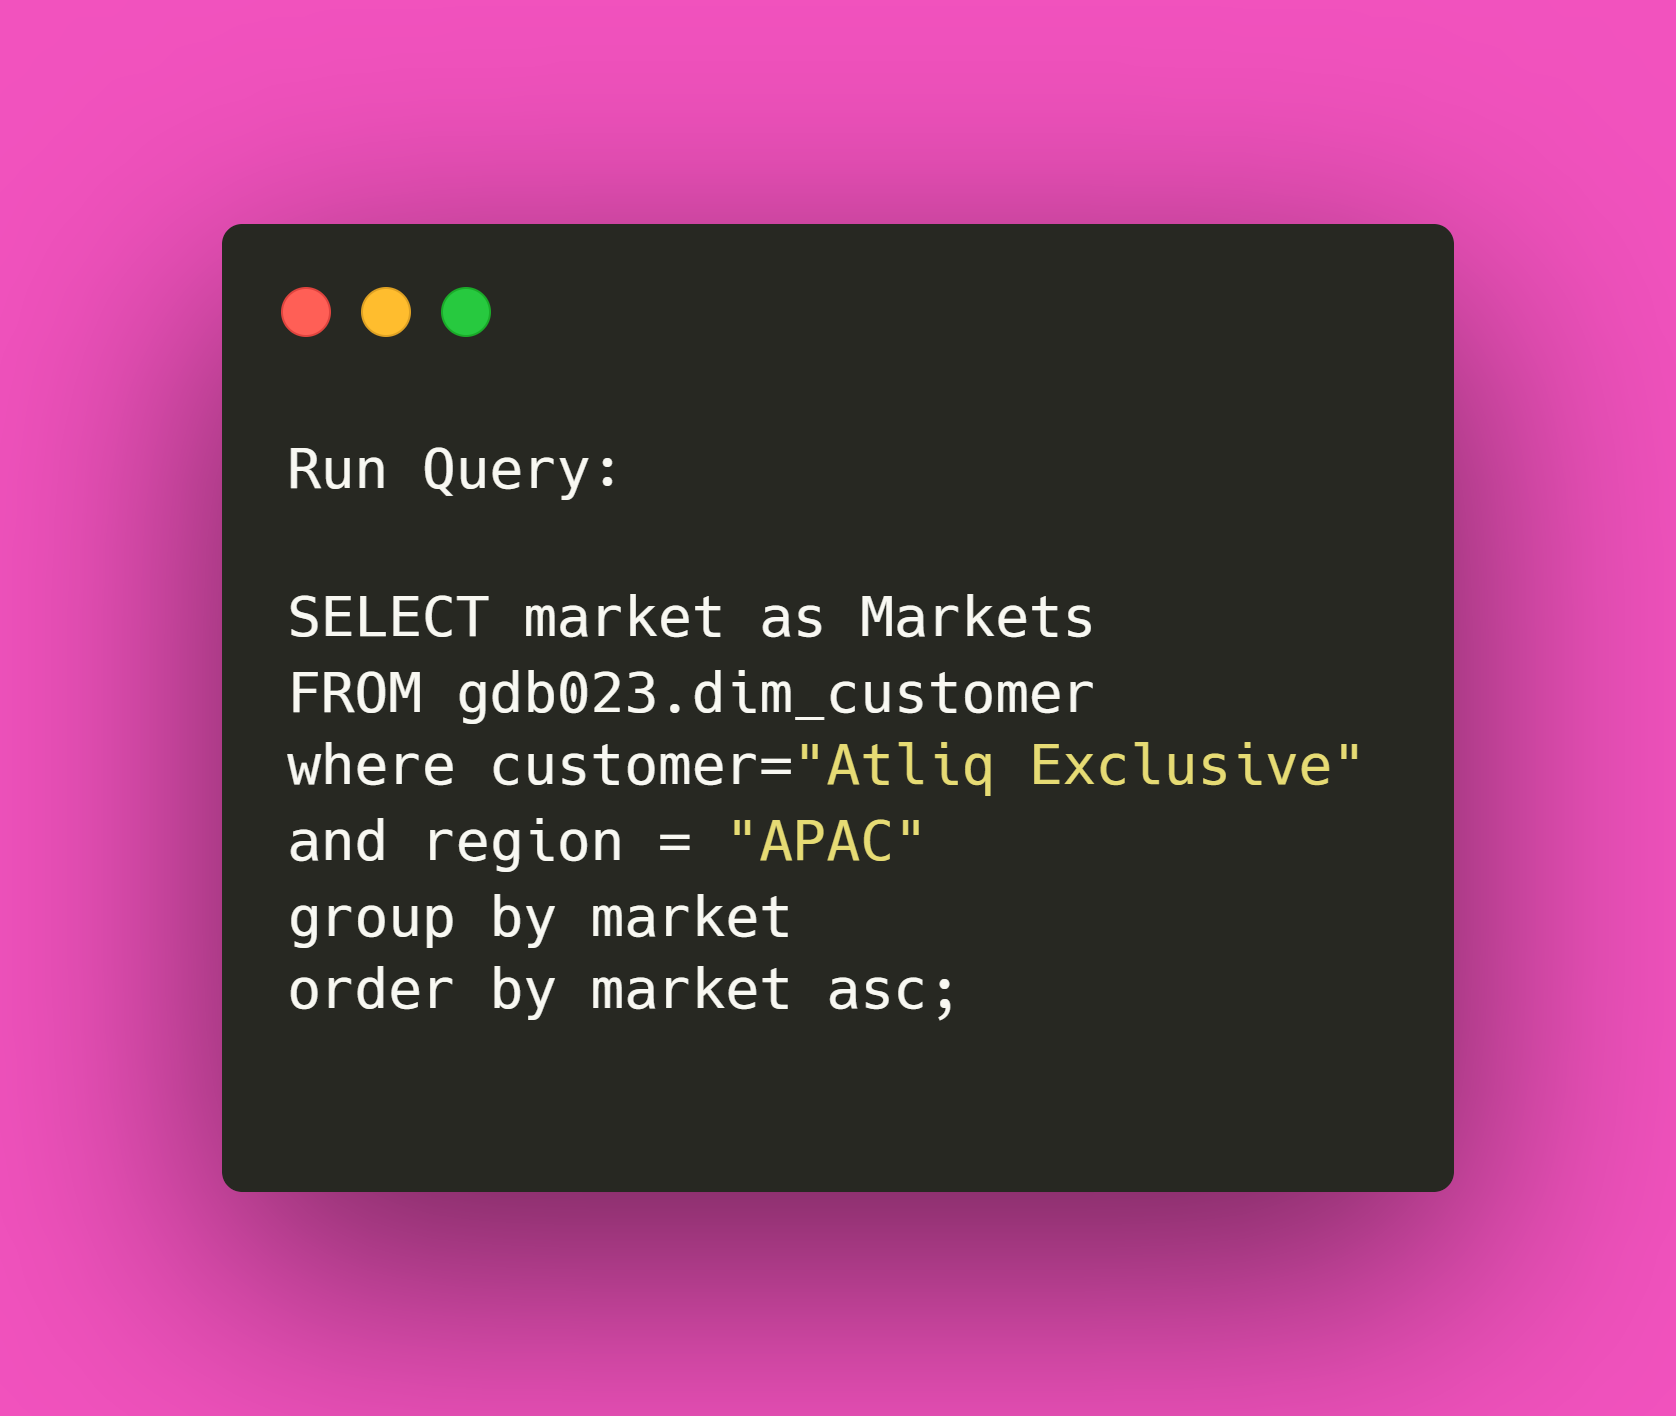 Run Query:
SELECT market as Markets
FROM gdb023.dim_customer
where customer="Atliq Exclusive"
and region = "APAC"
group by market
order by market asc;